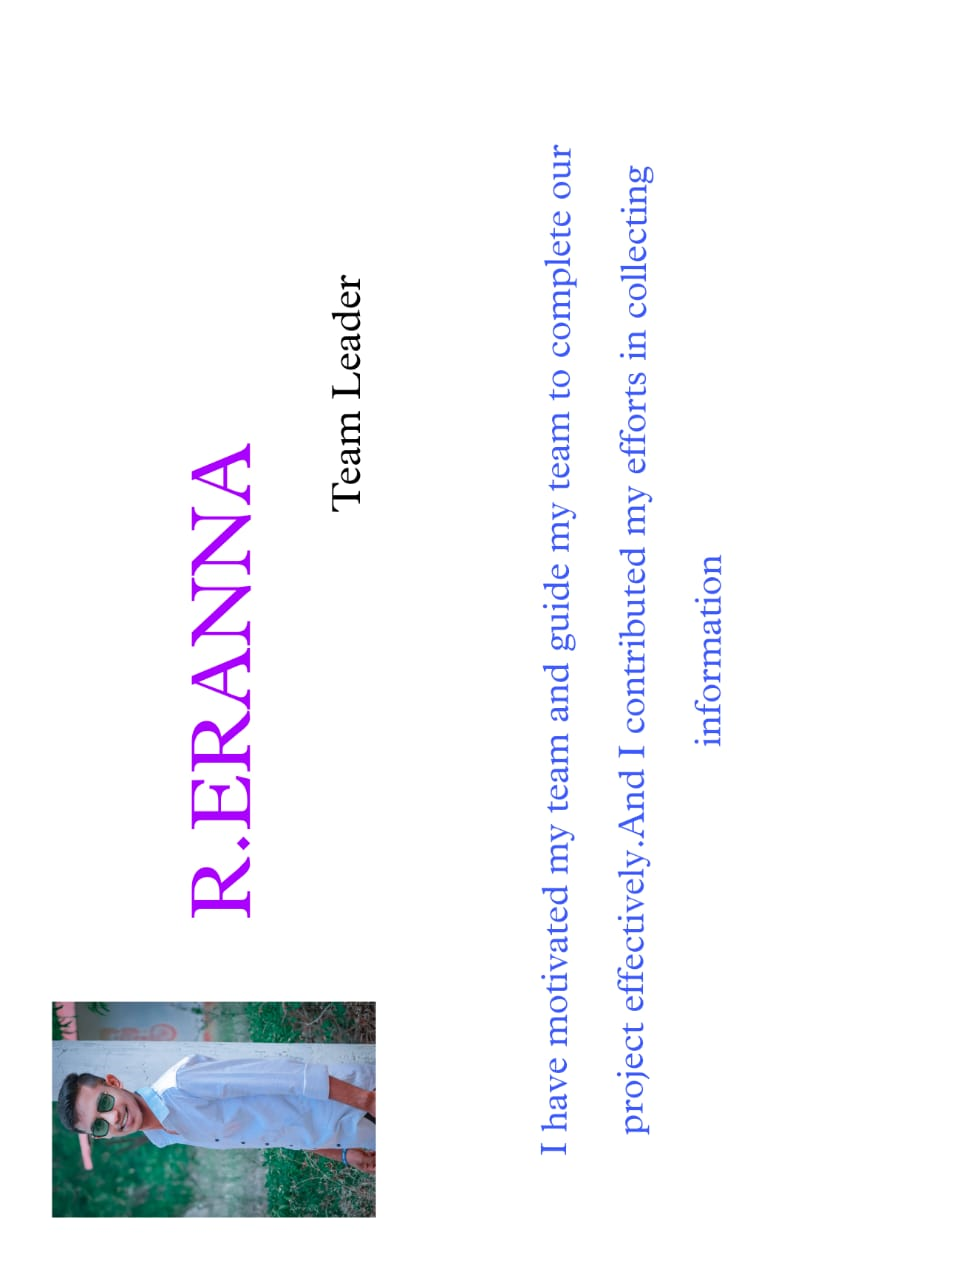 R.ERANNA
Team Leader
I have motivated my team and guide my team to complete our
project effectively.And I contributed my efforts in collecting
information